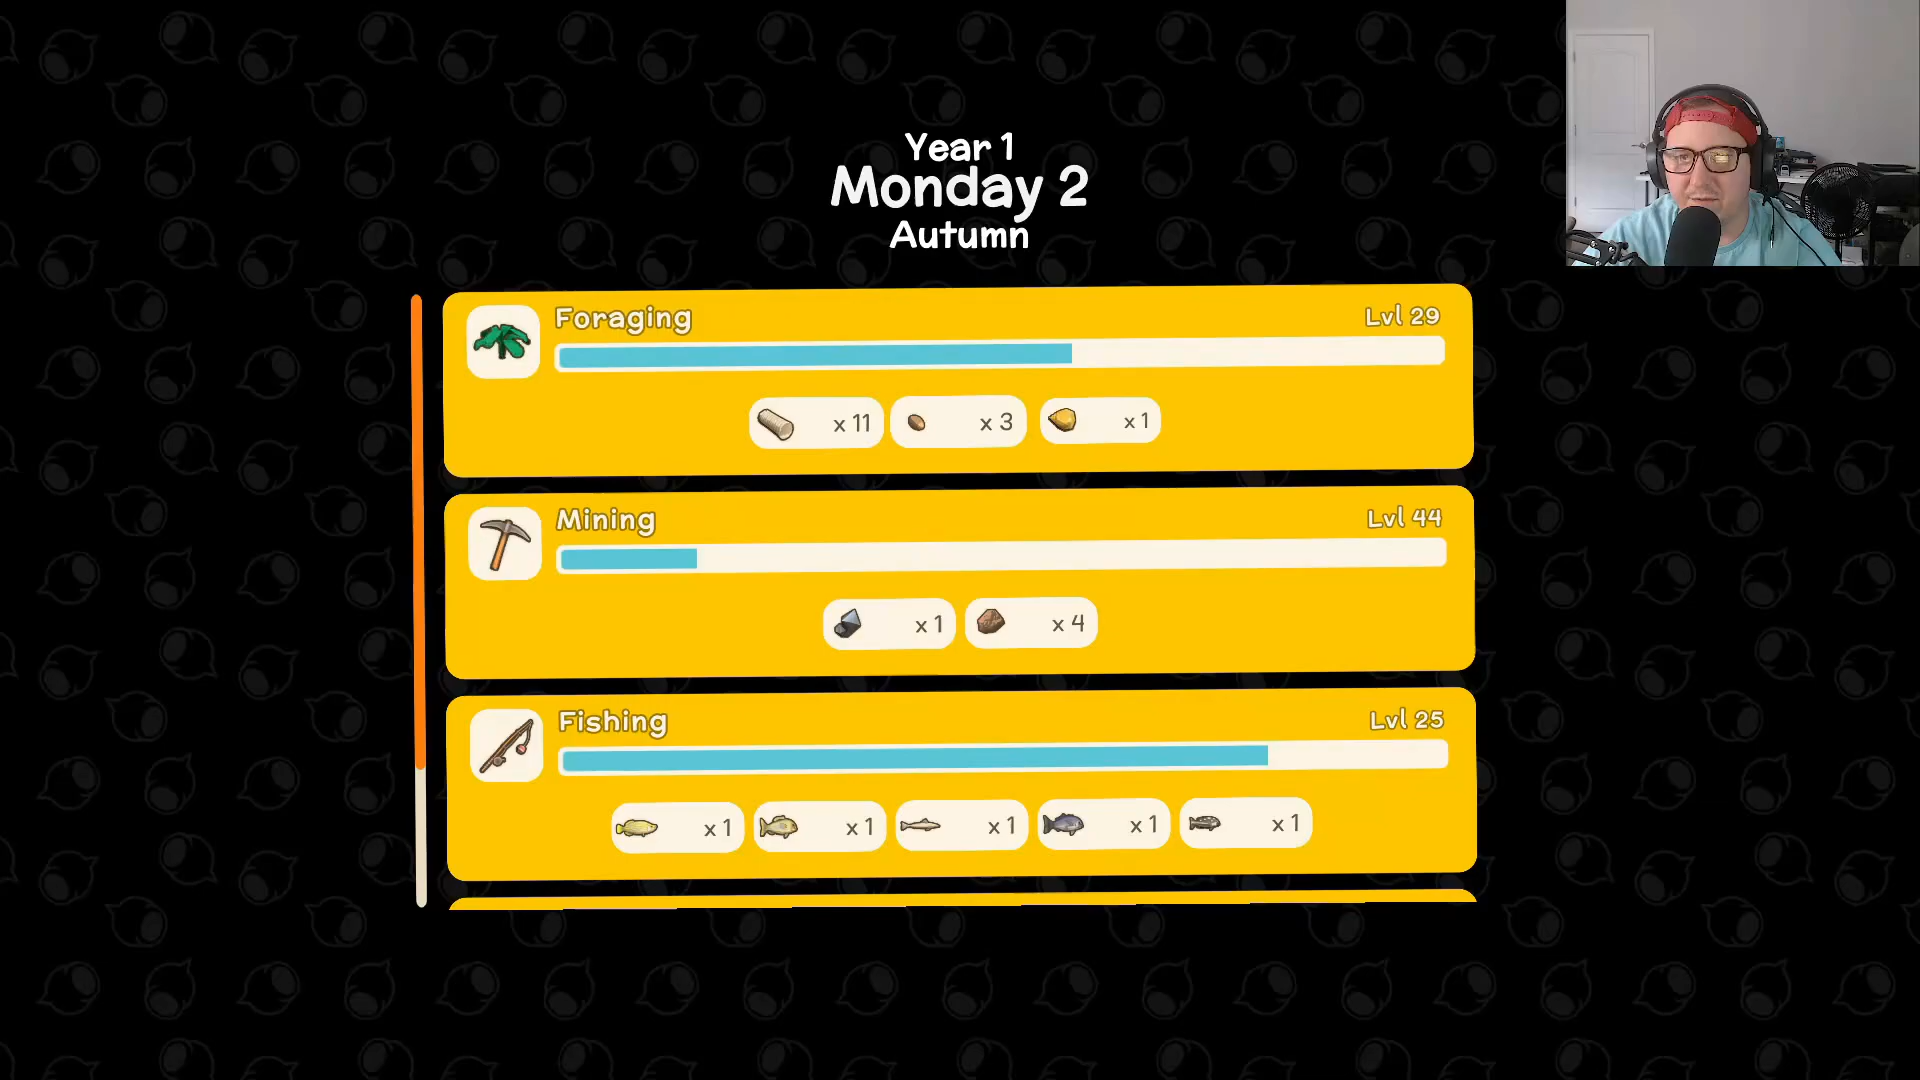 Year 1
Monday 2
Autumn
Foraging
Lvl 29
x 11
x 3
x 1
Mining
Lvl 44
x 1
x 4
Fishing
Lvl 25
x 1
x 1
x 1
x 1
x 1